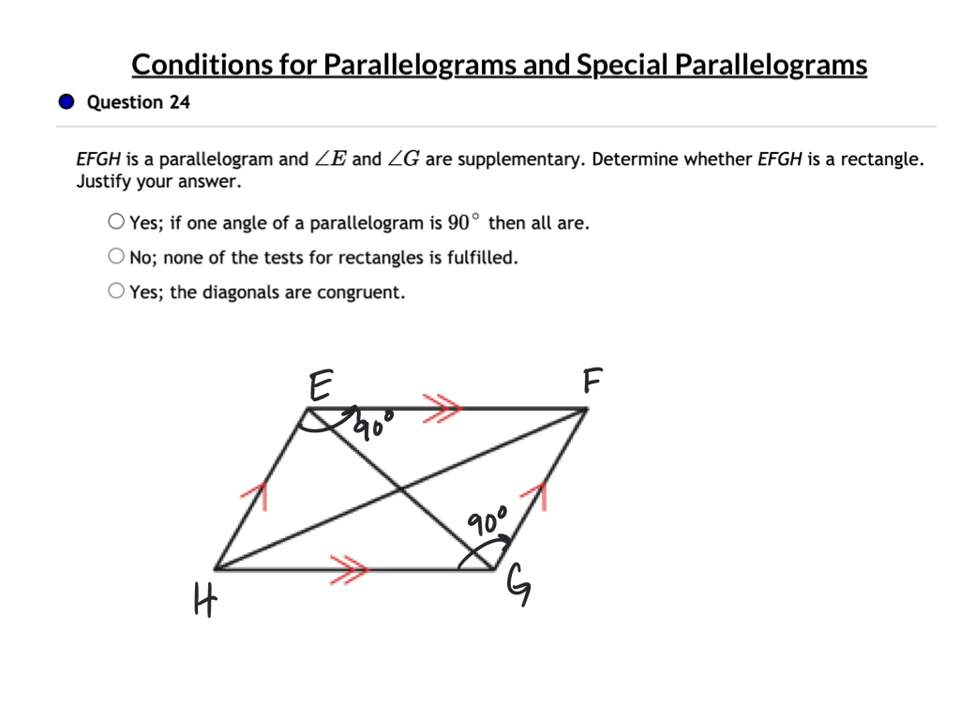 Conditions for Parallelograms and Special Parallelograms
Question 24
EFGH is a parallelogram and ∠E and ∠G are supplementary. Determine whether EFGH is a rectangle.
Justify your answer.
Yes; if one angle of a parallelogram is 90° then all are.
No; none of the tests for rectangles is fulfilled.
Yes; the diagonals are congruent.
E
F
90°
90°
G
H